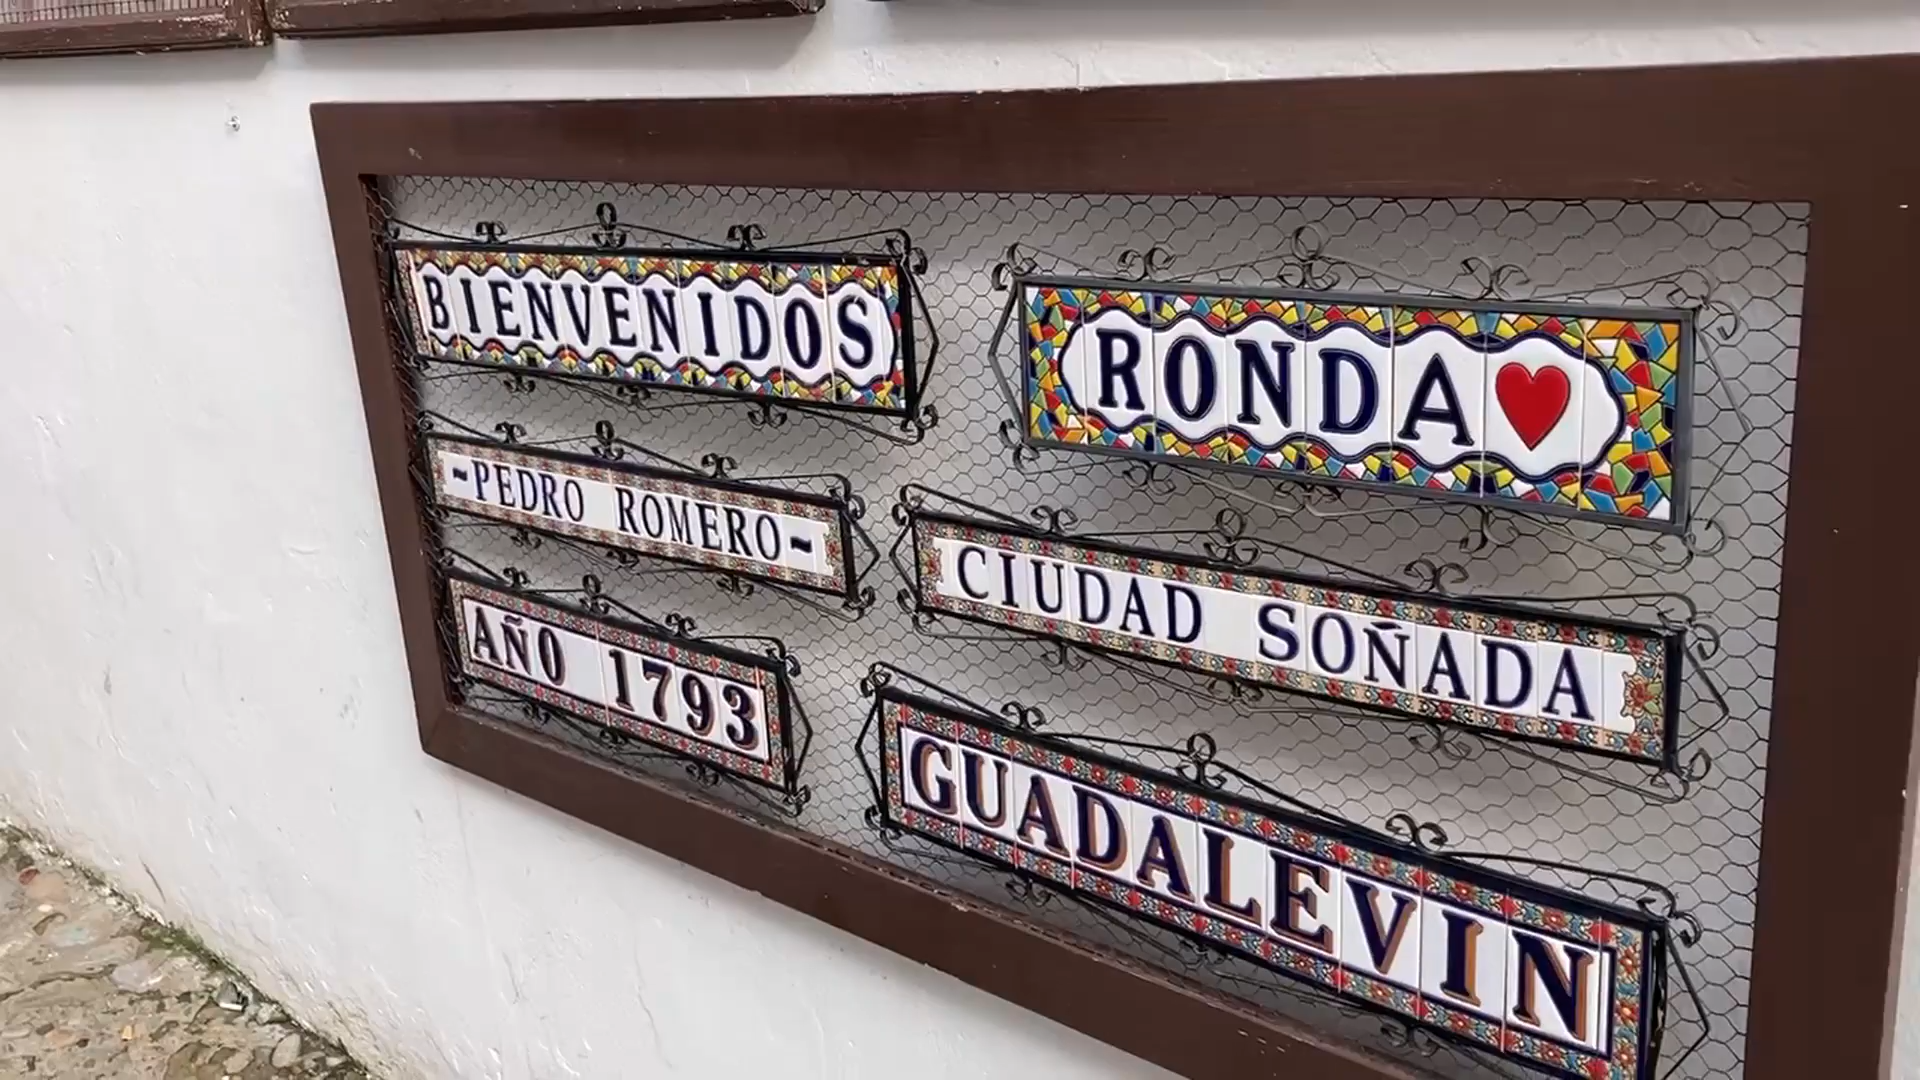 BIENVENIDOS
~PEDRO ROMERO~
AÑO 1793
RONDA♥
CIUDAD SOÑADA
GUADALEVIN